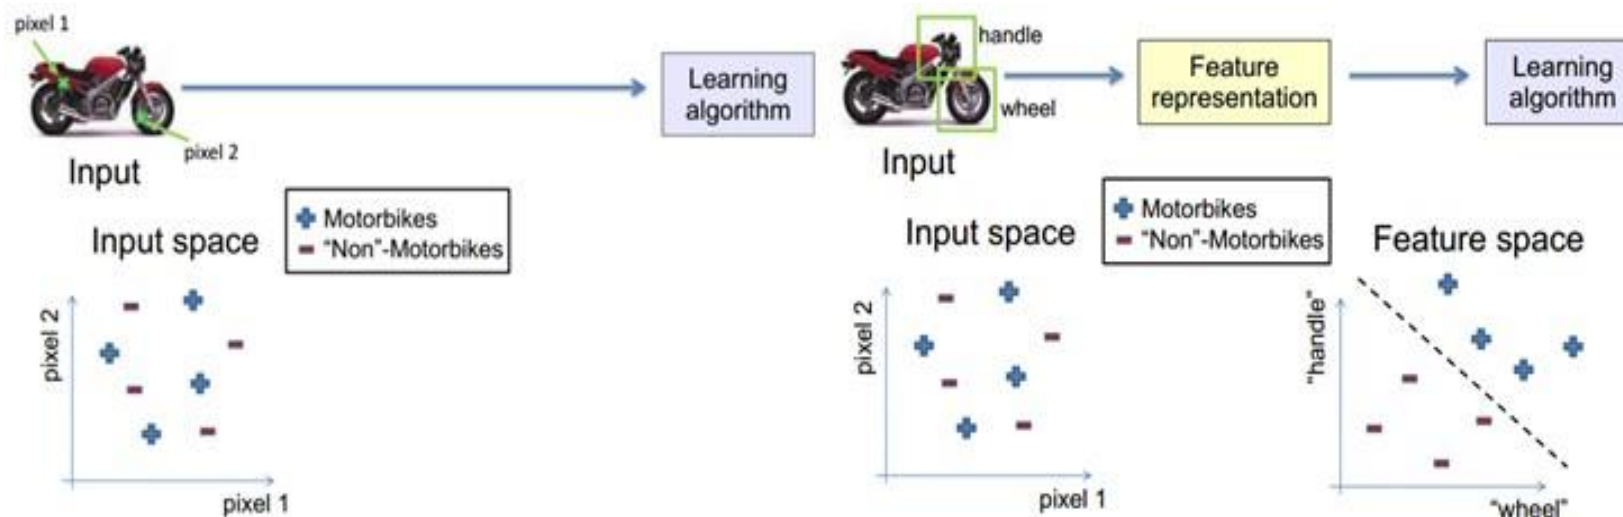 pixel 1
pixel 2
Input
Learning
algorithm
Input space
Motorbikes
"Non"-Motorbikes
pixel 2
pixel 1
handle
wheel
Input
Feature
representation
Learning
algorithm
Input space
Motorbikes
"Non"-Motorbikes
pixel 2
pixel 1
Feature space
"handle"
"wheel"